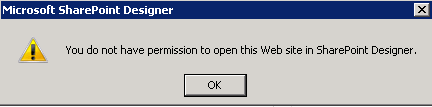 Microsoft SharePoint Designer
You do not have permission to open this Web site in SharePoint Designer.
OK